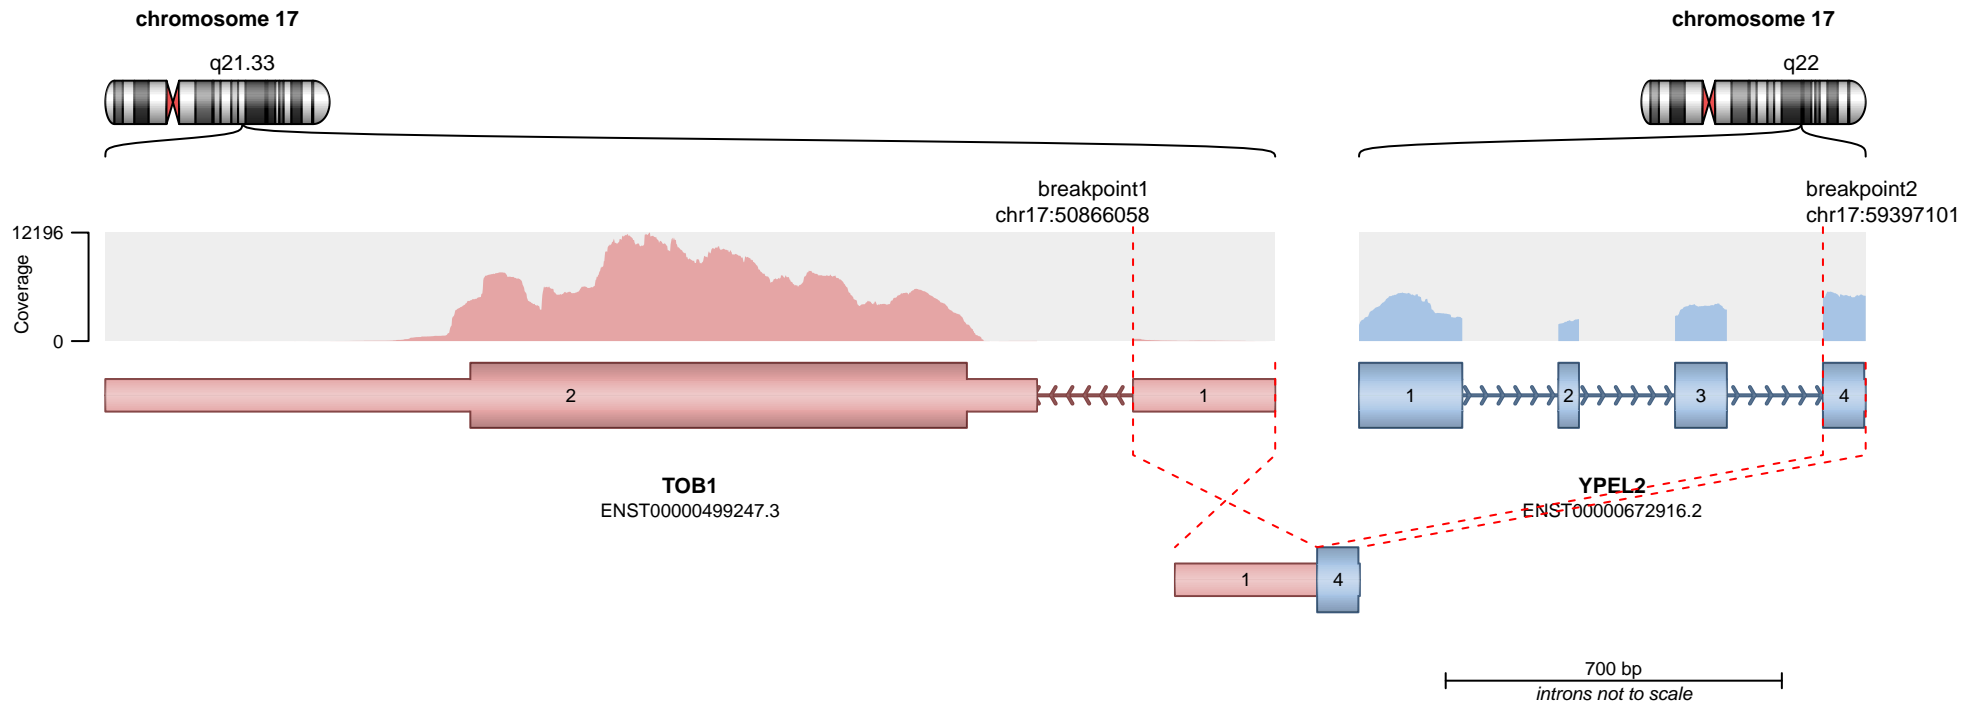 chromosome 17
chromosome 17
q21.33
q22
breakpoint1
chr17:50866058
breakpoint2
chr17:59397101
12196
Coverage
0
2
1
1
2
3
4
TOB1
ENST00000499247.3
YPEL2
ENST00000672916.2
1
4
700 bp
introns not to scale